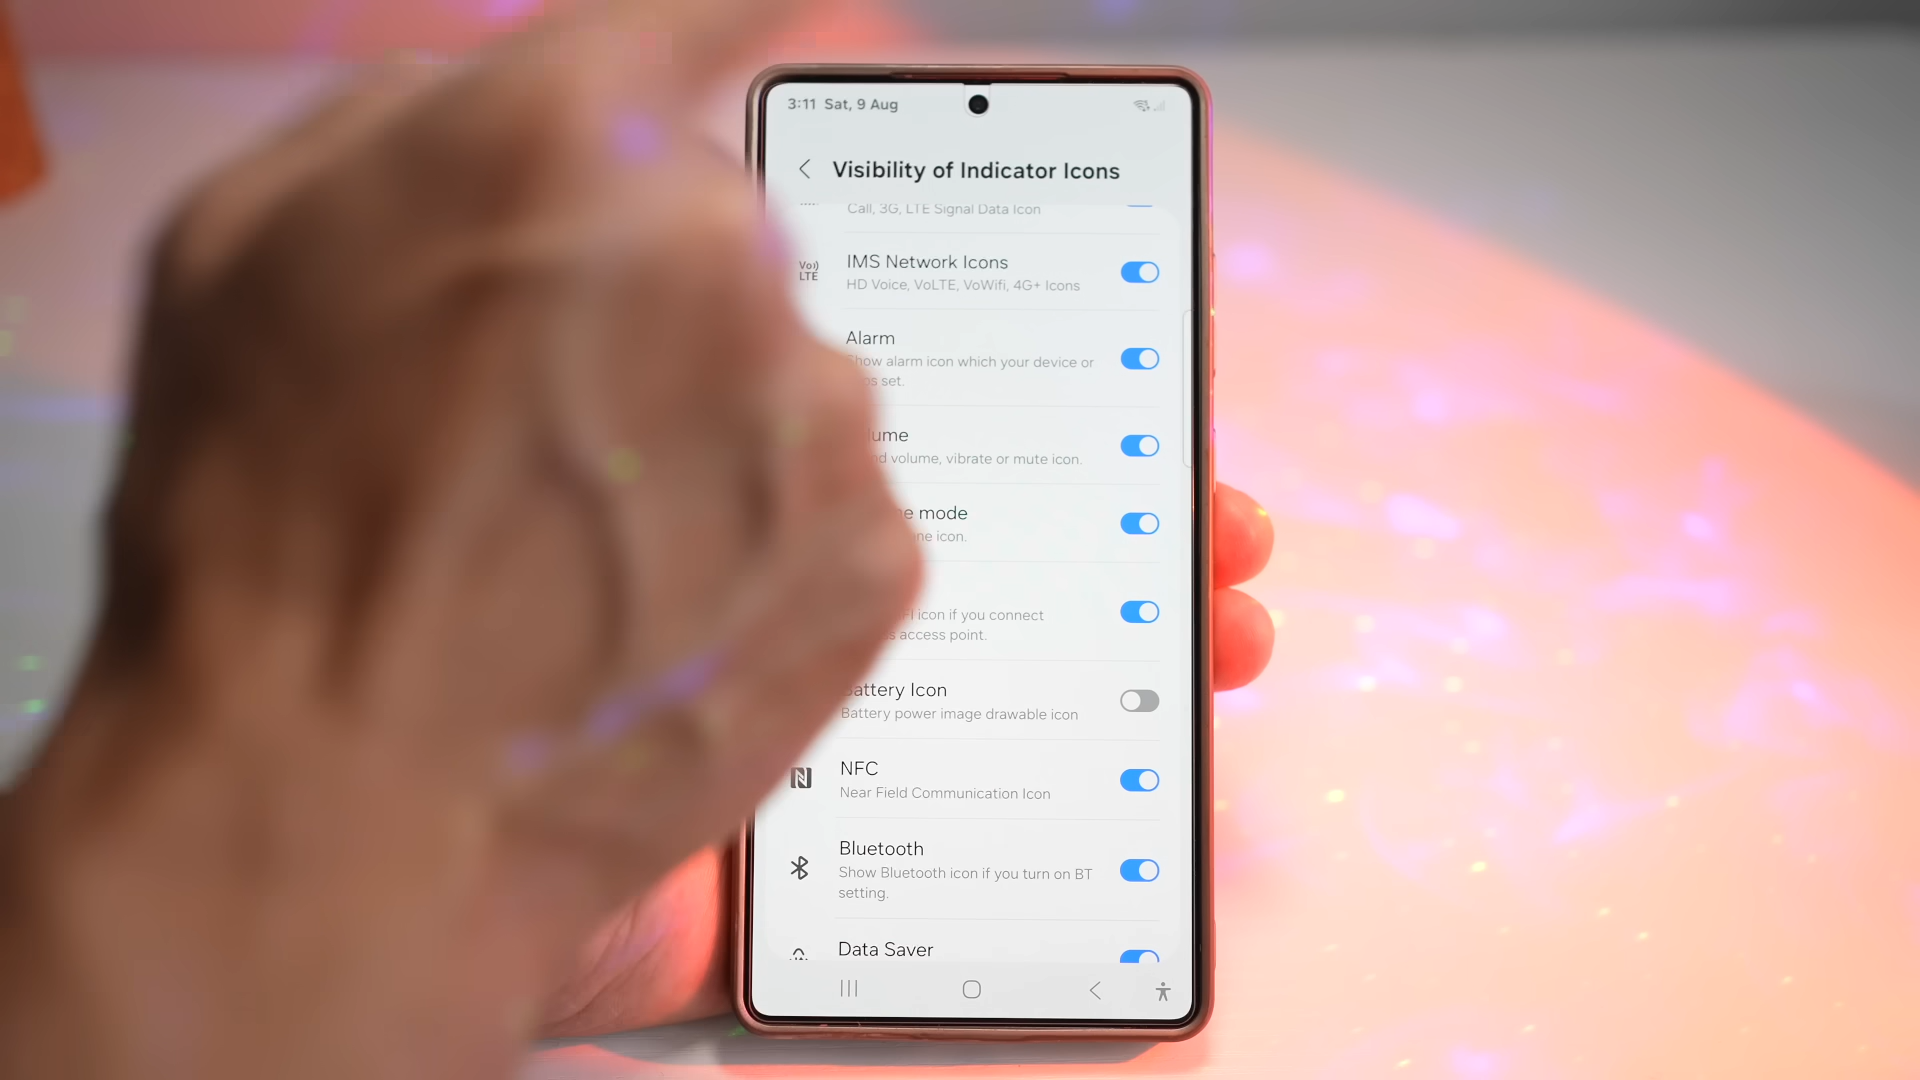 3:11 Sat, 9 Aug
Visibility of Indicator Icons
Call, 3G, LTE Signal Data Icon
Vo))
LTE
IMS Network Icons
HD Voice, VoLTE, VoWifi, 4G+ Icons
Alarm
how alarm icon which your device or
s set.
lume
d volume, vibrate or mute icon.
e mode
ne icon.
FI icon if you connect
s access point.
Battery Icon
Battery power image drawable icon
NFC
Near Field Communication Icon
Bluetooth
Show Bluetooth icon if you turn on BT
setting.
Data Saver